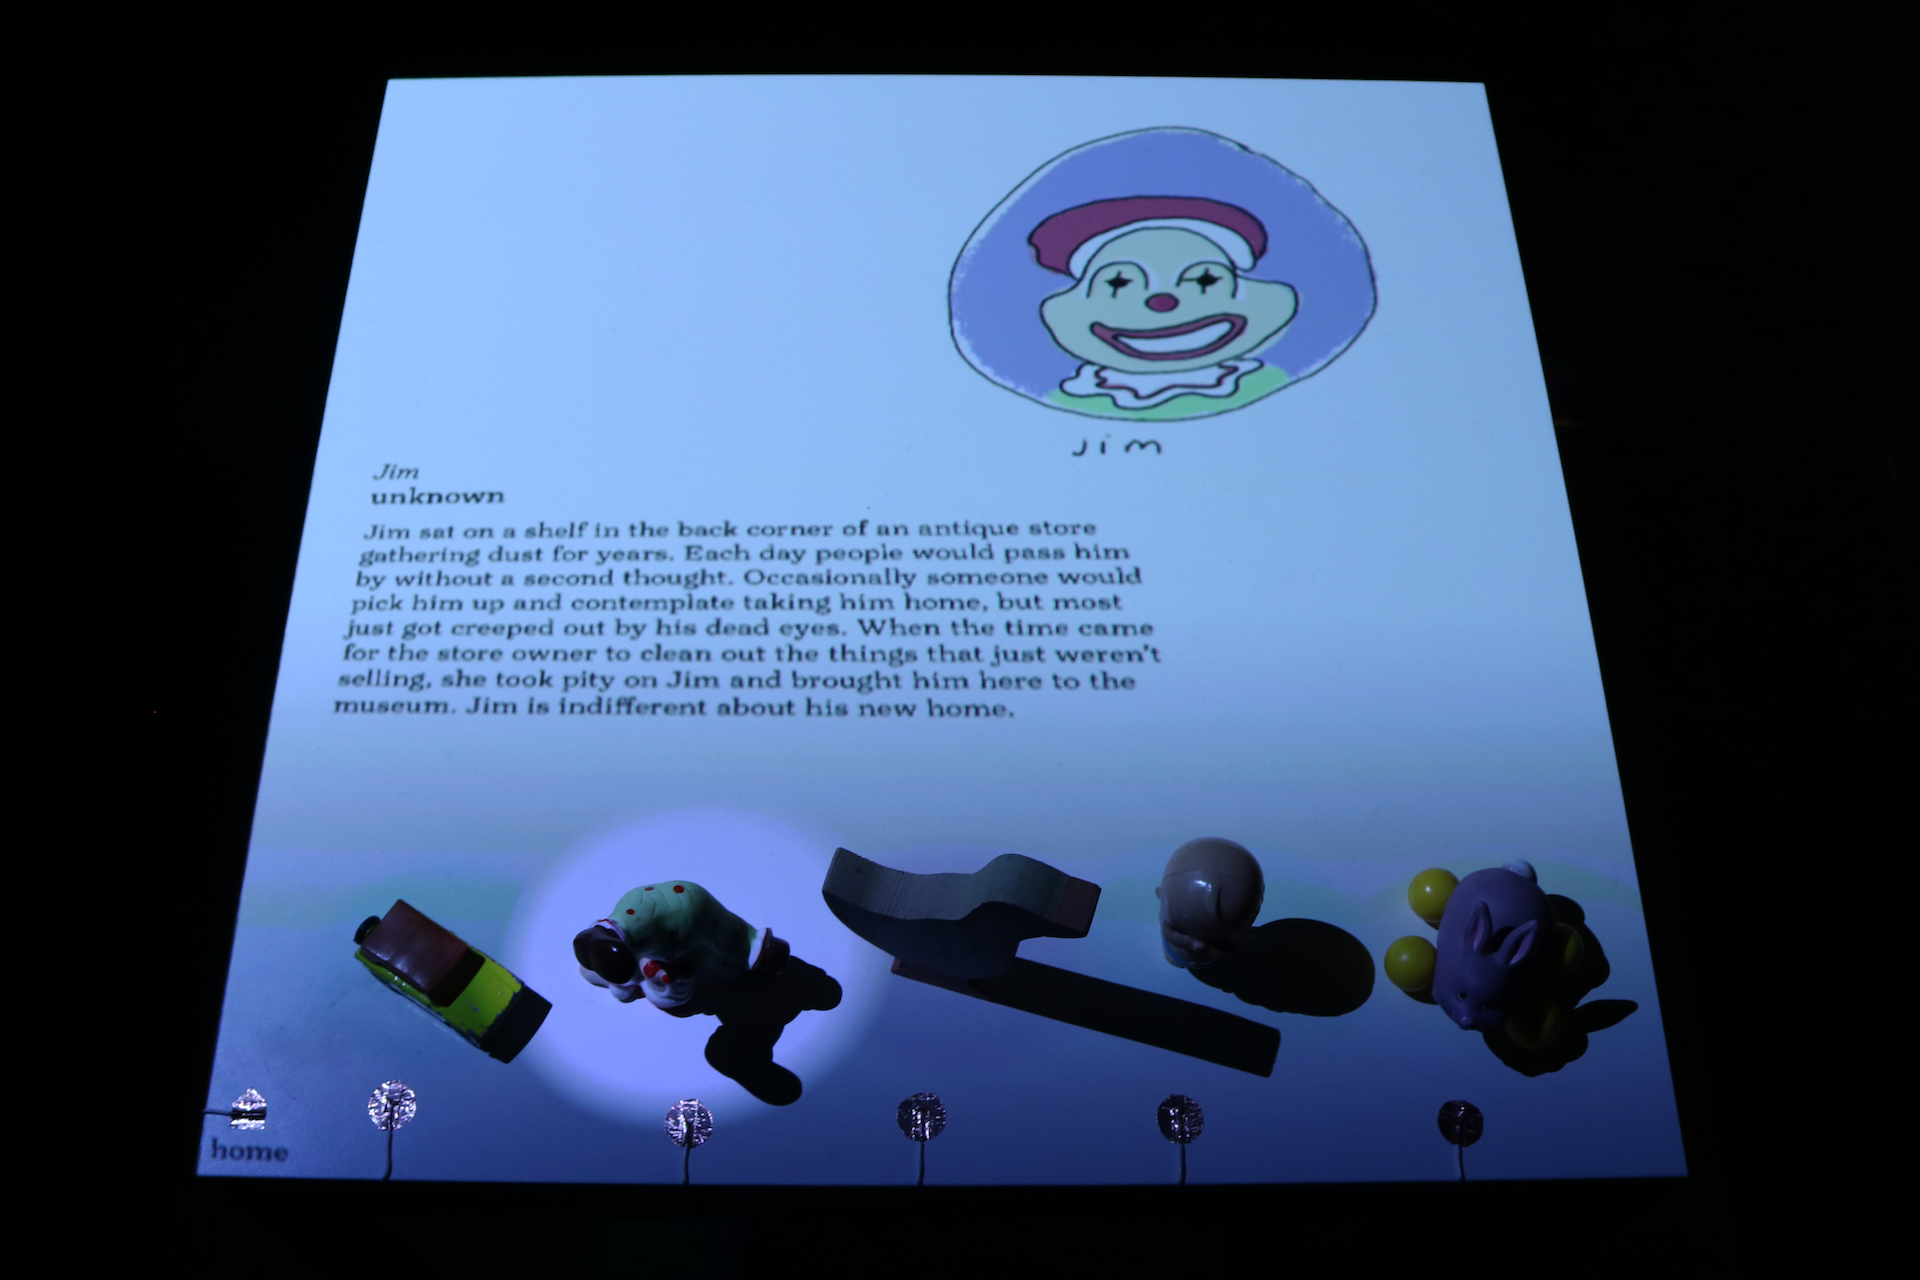 Jim
Jim
unknown
Jim sat on a shelf in the back corner of an antique store
gathering dust for years. Each day people would pass him
by without a second thought. Occasionally someone would
pick him up and contemplate taking him home, but most
just got creeped out by his dead eyes. When the time came
for the store owner to clean out the things that just weren't
selling, she took pity on Jim and brought him here to the
museum. Jim is indifferent about his new home.
home